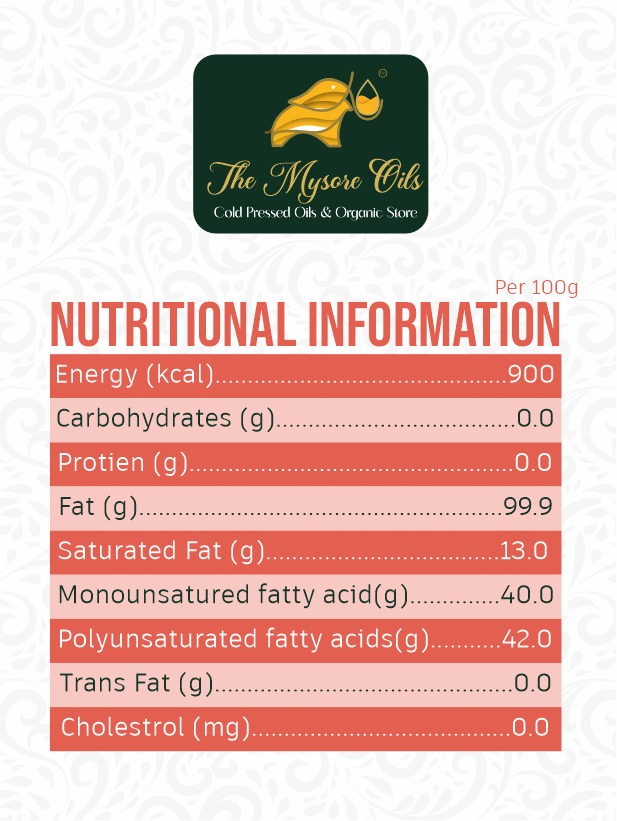 The Mysore Oils
Cold Pressed Oils & Organic Store
Per 100g
NUTRITIONAL INFORMATION
Energy (kcal)..............................................900
Carbohydrates (g).....................................0.0
Protien (g)..................................................0.0
Fat (g)........................................................99.9
Saturated Fat (g)....................................13.0
Monounsatured fatty acid(g)..............40.0
Polyunsaturated fatty acids(g)...........42.0
Trans Fat (g)..............................................0.0
Cholestrol (mg)........................................0.0